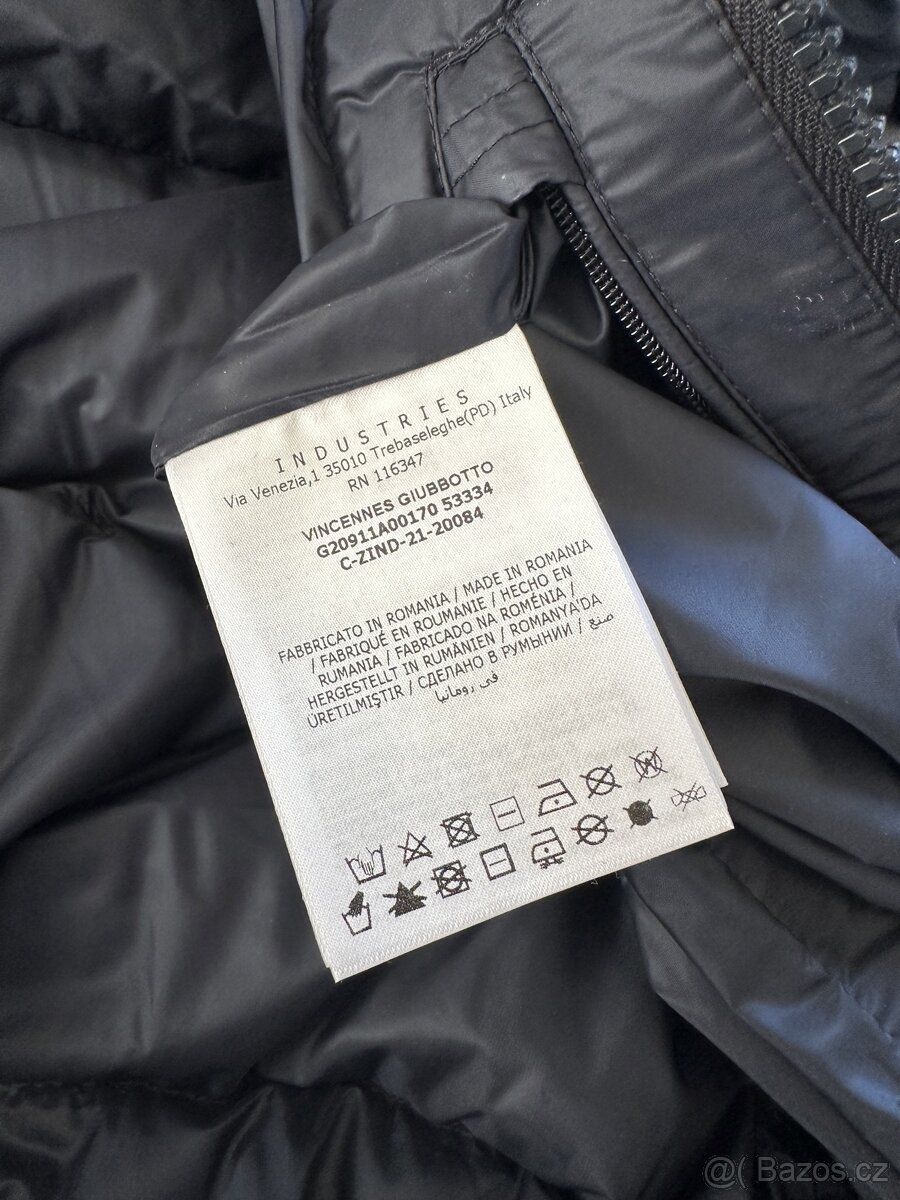 INDUSTRIES
Via Venezia,1 35010 Trebaseleghe(PD) Italy
RN 116347
VINCENNES GIUBBOTTO
G20911A00170 53334
C-ZIND-21-20084
FABBRICATO IN ROMANIA / MADE IN ROMANIA
/ FABRIQUÉ EN ROUMANIE / HECHO EN
RUMANIA / FABRICADO NA ROMÉNIA /
HERGESTELLT IN RUMÄNIEN / ROMANYA'DA
ÜRETILMIŞTIR / СДЕЛАНО В РУМЫНИИ / صنع
في رومانيا
W
@( Bazos.cz